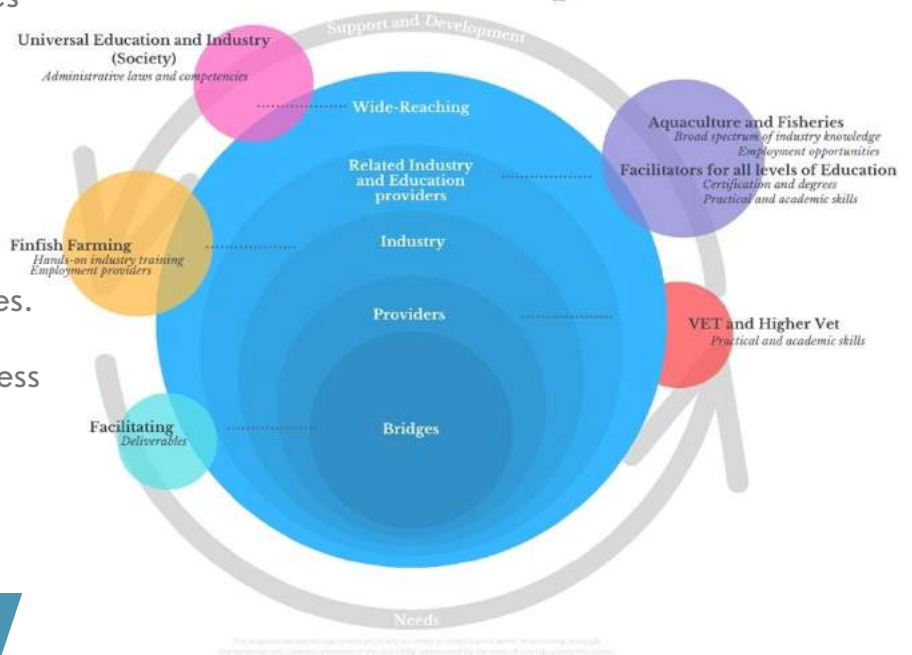 Support and Development
Universal Education and Industry
(Society)
Administrative laws and competencies
Wide-Reaching
Aquaculture and Fisheries
Broad spectrum of industry knowledge
Employment opportunities
Facilitators for all levels of Education
Certification and degrees
Practical and academic skills
Related Industry
and Education
providers
Finfish Farming
Hands-on industry training
Employment providers
Industry
es.
Providers
VET and Higher Vet
Practical and academic skills
ess
Facilitating
Deliverables
Bridges
Needs